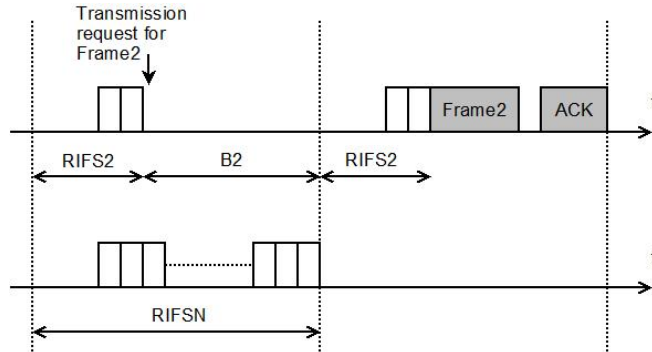 Transmission
request for
Frame2
Frame2
ACK
RIFS2
B2
RIFS2
RIFSN